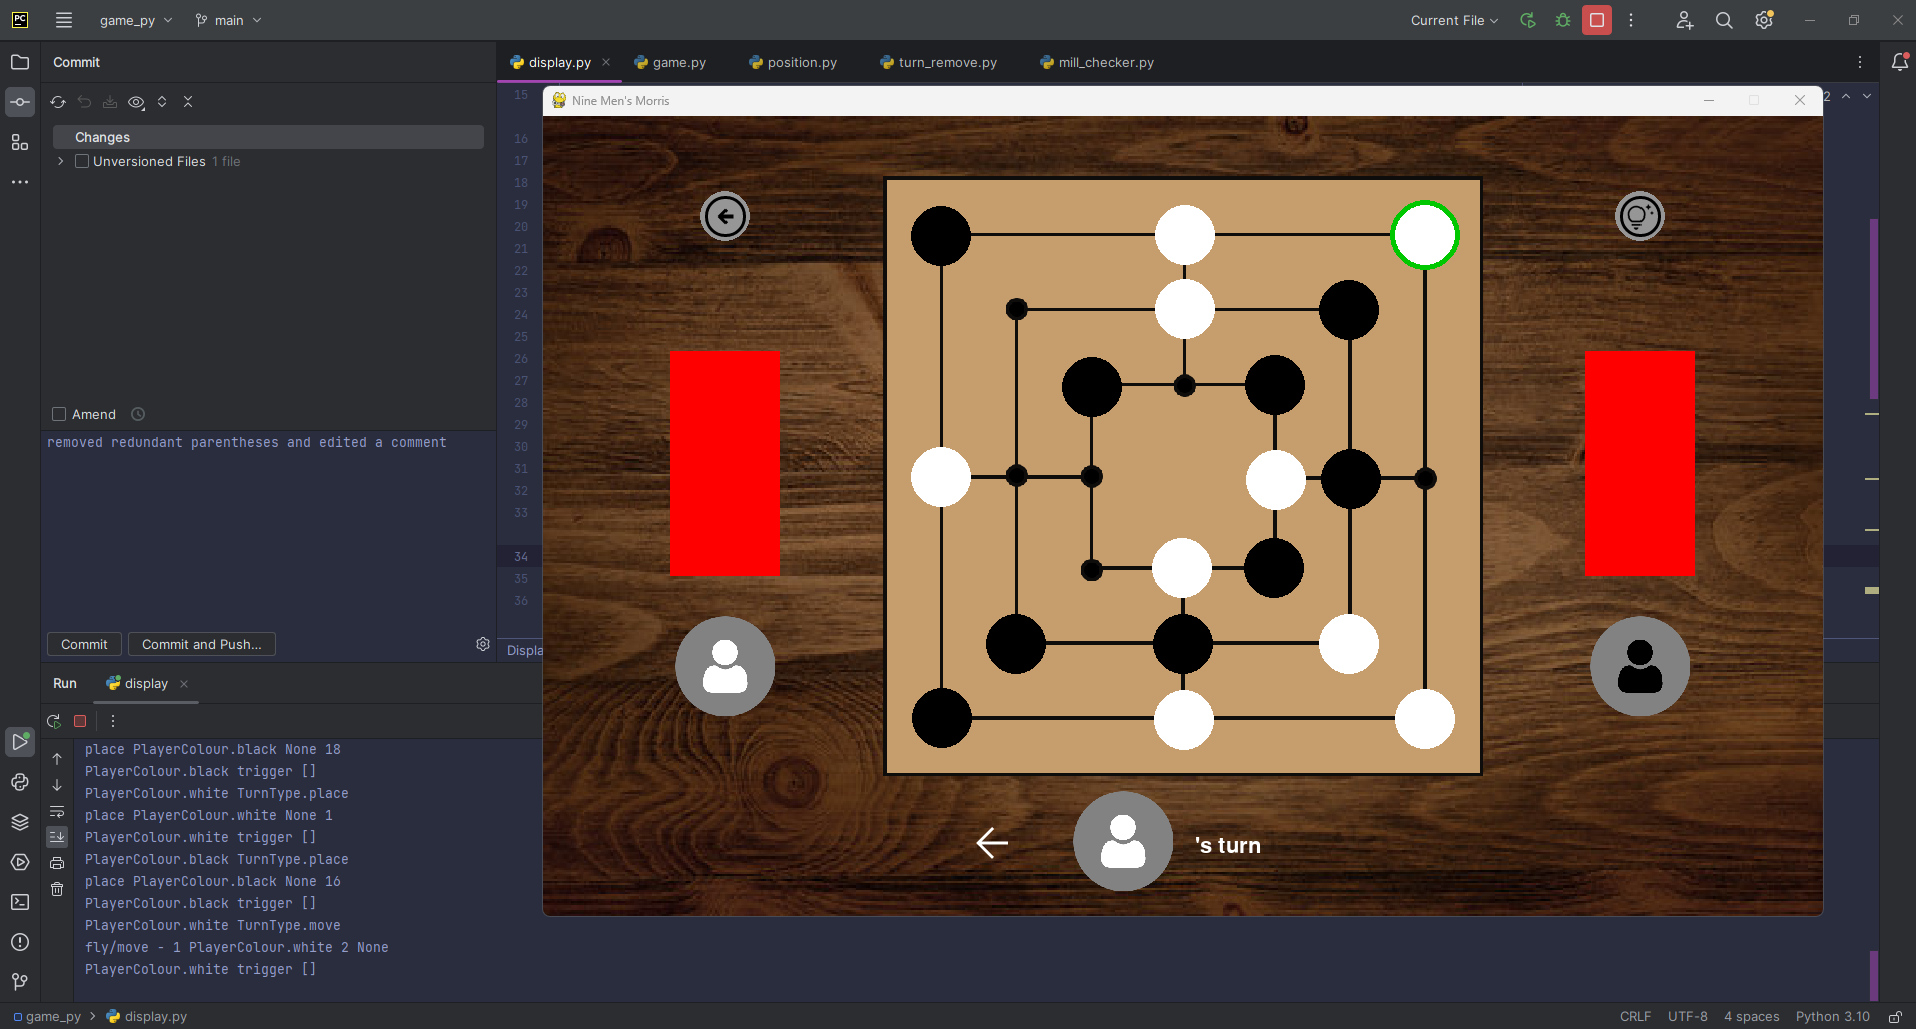 PC
game_py
main
Current File
Commit
display.py
game.py
position.py
turn_remove.py
mill_checker.py
Changes
Unversioned Files 1 file
Amend
removed redundant parentheses and edited a comment
Commit
Commit and Push...
15
16
17
18
19
20
21
22
23
24
25
26
27
28
29
30
31
32
33
34
35
36
Displa
2
Nine Men's Morris
's turn
Run
display
place PlayerColour.black None 18
PlayerColour.black trigger []
PlayerColour.white TurnType.place
place PlayerColour.white None 1
PlayerColour.white trigger []
PlayerColour.black TurnType.place
place PlayerColour.black None 16
PlayerColour.black trigger []
PlayerColour.white TurnType.move
fly/move - 1 PlayerColour.white 2 None
PlayerColour.white trigger []
game_py
display.py
CRLF
UTF-8
4 spaces
Python 3.10